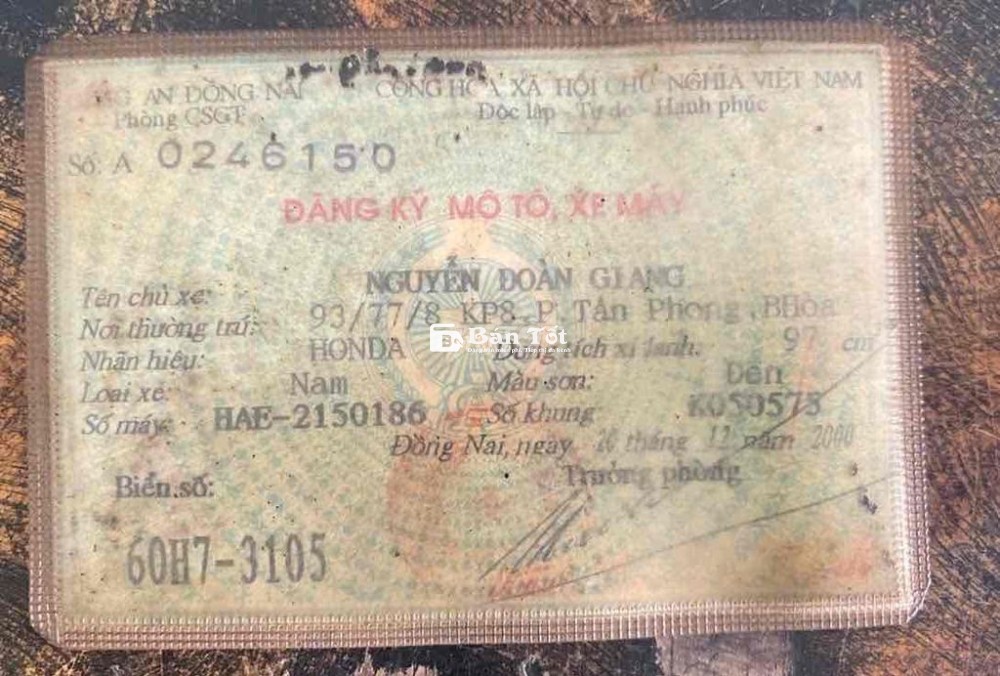 AN ĐỒNG NAI
CỘNG HÒA XÃ HỘI CHỦ NGHĨA VIỆT NAM
Phòng CSGT
Độc lập - Tự do - Hạnh phúc
Số: A 0246150
ĐĂNG KÝ MÔ TÔ, XE MÁY
Tên chủ xe: NGUYỄN ĐOÀN GIANG
Nơi thường trú: 93/77/8 KP8.P.Tân Phong.BHòa
Nhãn hiệu: HONDA Dung tích xi lanh: 97 cm
Loại xe: Nam Màu sơn: Đen
Số máy: HAE-2150186 Số khung K050575
Đồng Nai, ngày 20 tháng 12 năm 2000
Biển số: Trưởng phòng
60H7-3105
Bán Tốt